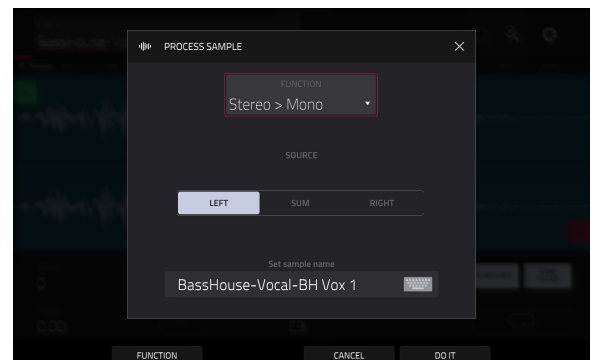 PROCESS SAMPLE
FUNCTION
Stereo > Mono
SOURCE
LEFT SUM RIGHT
Set sample name
BassHouse-Vocal-BH Vox 1
FUNCTION CANCEL DO IT